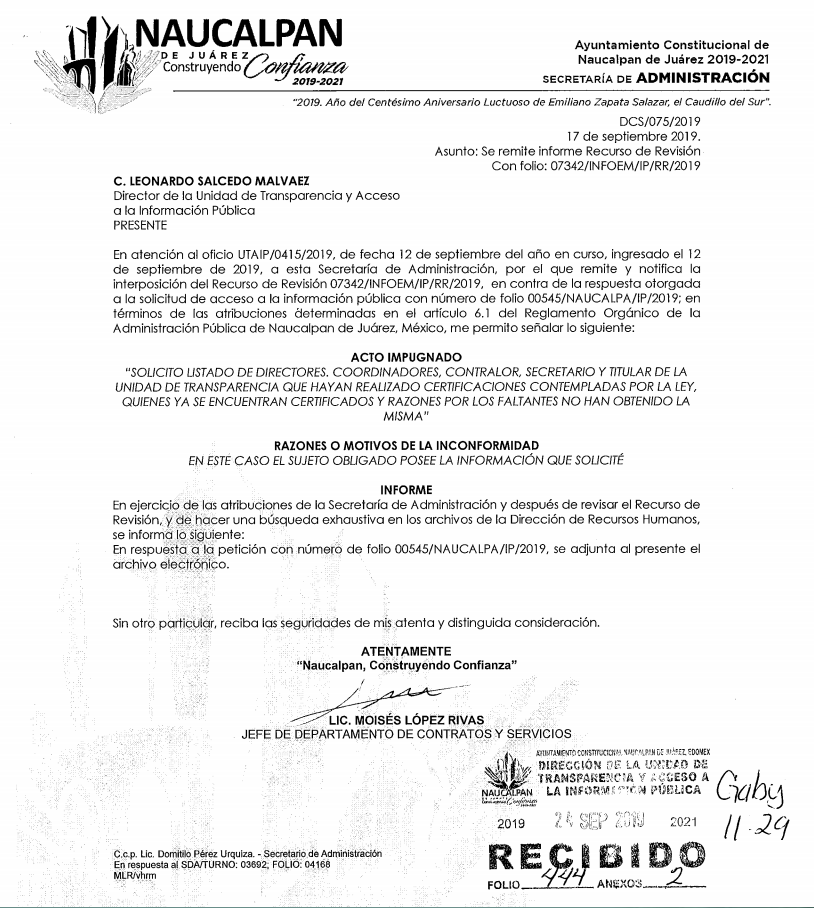 NAUCALPAN
DE JUÁREZ
Construyendo Confianza
2019-2021
Ayuntamiento Constitucional de
Naucalpan de Juárez 2019-2021
SECRETARÍA DE ADMINISTRACIÓN
"2019. Año del Centésimo Aniversario Luctuoso de Emiliano Zapata Salazar, el Caudillo del Sur".
DCS/075/2019
17 de septiembre 2019.
Asunto: Se remite informe Recurso de Revisión
Con folio: 07342/INFOEM/IP/RR/2019
C. LEONARDO SALCEDO MALVAEZ
Director de la Unidad de Transparencia y Acceso
a la Información Pública
PRESENTE
En atención al oficio UTAIP/0415/2019, de fecha 12 de septiembre del año en curso, ingresado el 12
de septiembre de 2019, a esta Secretaría de Administración, por el que remite y notifica la
interposición del Recurso de Revisión 07342/INFOEM/IP/RR/2019, en contra de la respuesta otorgada
a la solicitud de acceso a la información pública con número de folio 00545/NAUCALPA/IP/2019; en
términos de las atribuciones determinadas en el artículo 6.1 del Reglamento Orgánico de la
Administración Pública de Naucalpan de Juárez, México, me permito señalar lo siguiente:
ACTO IMPUGNADO
"SOLICITO LISTADO DE DIRECTORES. COORDINADORES, CONTRALOR, SECRETARIO Y TITULAR DE LA
UNIDAD DE TRANSPARENCIA QUE HAYAN REALIZADO CERTIFICACIONES CONTEMPLADAS POR LA LEY,
QUIENES YA SE ENCUENTRAN CERTIFICADOS Y RAZONES POR LOS FALTANTES NO HAN OBTENIDO LA
MISMA"
RAZONES O MOTIVOS DE LA INCONFORMIDAD
EN ESTE CASO EL SUJETO OBLIGADO POSEE LA INFORMACIÓN QUE SOLICITÉ
INFORME
En ejercicio de las atribuciones de la Secretaría de Administración y después de revisar el Recurso de
Revisión, y de hacer una búsqueda exhaustiva en los archivos de la Dirección de Recursos Humanos,
se informa lo siguiente:
En respuesta a la petición con número de folio 00545/NAUCALPA/IP/2019, se adjunta al presente el
archivo electrónico.
Sin otro particular, reciba las seguridades de mis atenta y distinguida consideración.
ATENTAMENTE
"Naucalpan, Construyendo Confianza"
LIC. MOISÉS LÓPEZ RIVAS
JEFE DE DEPARTAMENTO DE CONTRATOS Y SERVICIOS
AYUNTAMIENTO CONSTITUCIONAL NAUCALPAN DE JUÁREZ, EDOMEX
DIRECCIÓN DE LA UNIDAD DE
TRANSPARENCIA Y ACCESO A
LA INFORMACIÓN PÚBLICA
NAUCALPAN
Gaby
11-29
2019 24 SEP 2019 2021
RECIBIDO
FOLIO 444 ANEXOS 2
C.c.p. Lic. Domitilo Pérez Urquiza. - Secretario de Administración
En respuesta al SDA/TURNO: 03692; FOLIO: 04168
MLR/vhrm